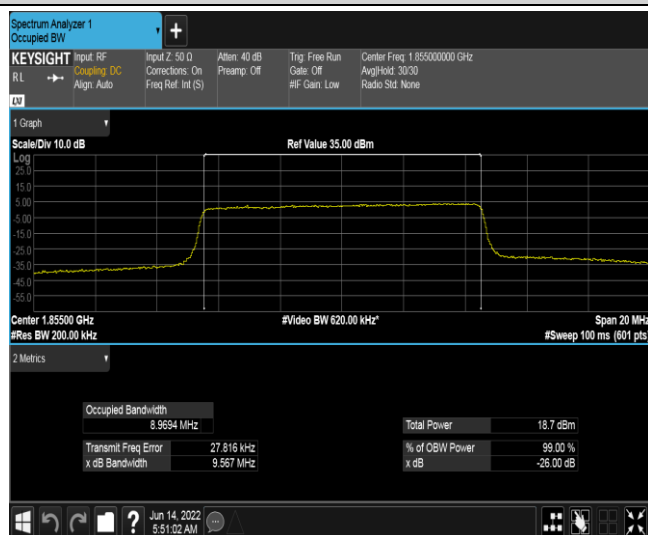 Spectrum Analyzer 1
Occupied BW
+
KEYSIGHT Input: RF Input Z: 50 Ω Atten: 40 dB Trig: Free Run Center Freq: 1.855000000 GHz
RL Coupling: DC Corrections: On Preamp: Off Gate: Off Avg|Hold: 30/30
Align: Auto Freq Ref: Int (S) #IF Gain: Low Radio Std: None
LXI
1 Graph
Scale/Div 10.0 dB Ref Value 35.00 dBm
Log
25.0
15.0
5.00
-5.00
-15.0
-25.0
-35.0
-45.0
-55.0
Center 1.85500 GHz #Video BW 620.00 kHz* Span 20 MHz
#Res BW 200.00 kHz #Sweep 100 ms (601 pts)
2 Metrics
Occupied Bandwidth
8.9694 MHz Total Power 18.7 dBm
Transmit Freq Error 27.816 kHz % of OBW Power 99.00 %
x dB Bandwidth 9.567 MHz x dB -26.00 dB
? Jun 14, 2022
5:51:02 AM